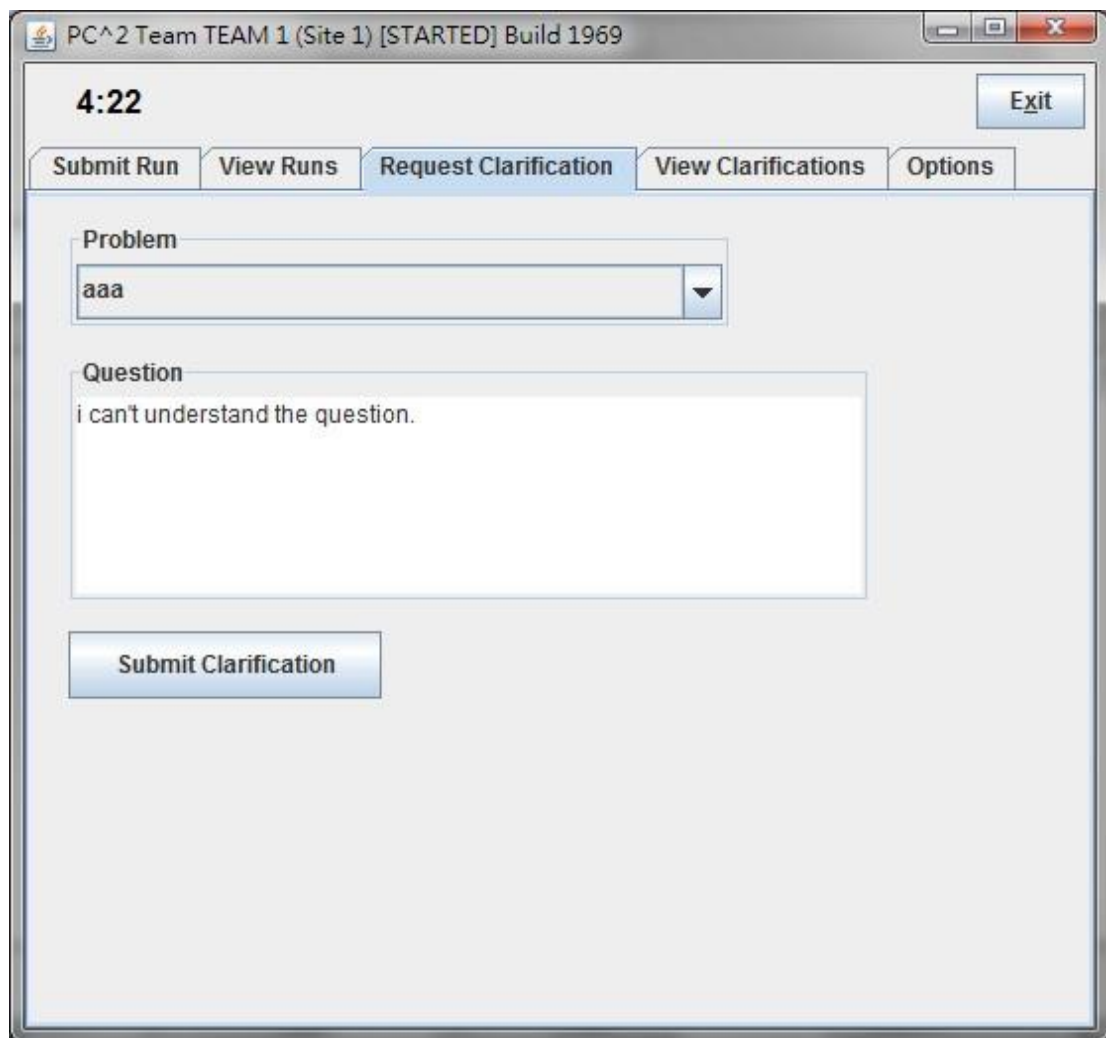 PC^2 Team TEAM 1 (Site 1) [STARTED] Build 1969
4:22
Exit
Submit Run View Runs Request Clarification View Clarifications Options
Problem
aaa
Question
i can't understand the question.
Submit Clarification